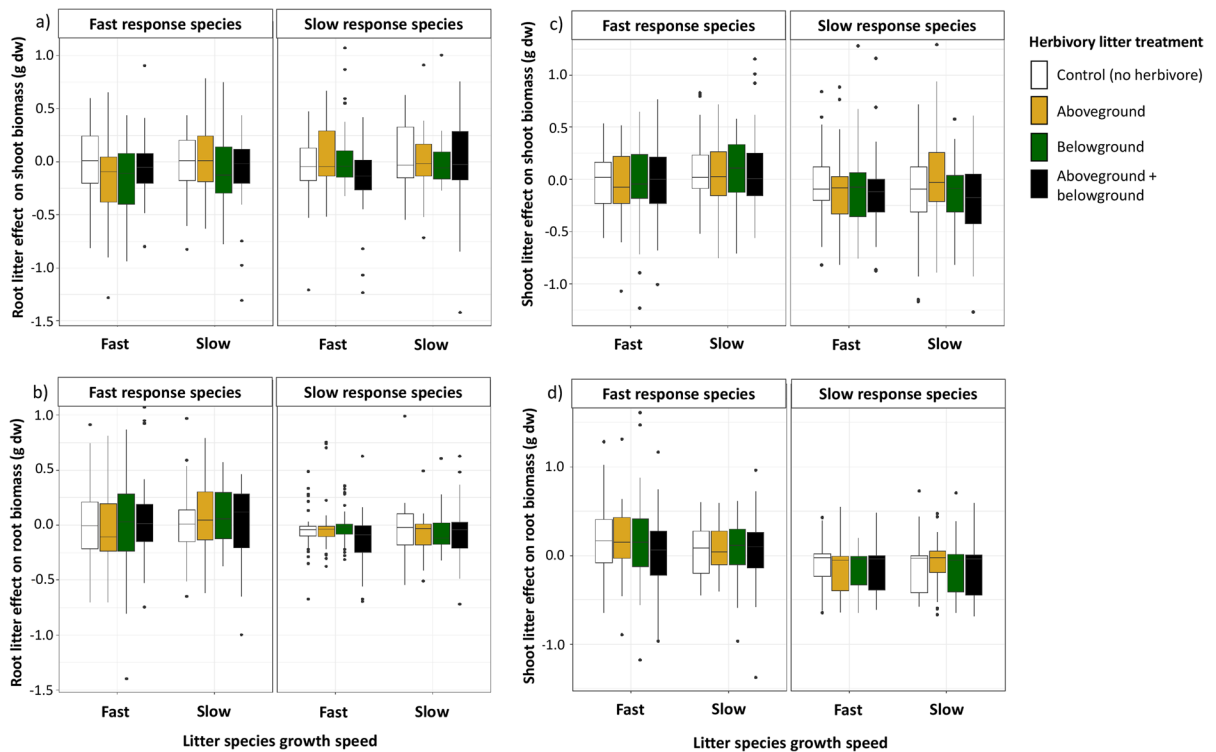 a)
Fast response species
Slow response species
Root litter effect on shoot biomass (g dw)
1.0
0.5
0.0
-0.5
-1.0
-1.5
Fast
Slow
Fast
Slow
c)
Fast response species
Slow response species
Shoot litter effect on shoot biomass (g dw)
1.0
0.5
0.0
-0.5
-1.0
Fast
Slow
Fast
Slow
Herbivory litter treatment
Control (no herbivore)
Aboveground
Belowground
Aboveground +
belowground
b)
Fast response species
Slow response species
Root litter effect on root biomass (g dw)
1.0
0.5
0.0
-0.5
-1.0
-1.5
Fast
Slow
Fast
Slow
Litter species growth speed
d)
Fast response species
Slow response species
Shoot litter effect on root biomass (g dw)
1.0
0.0
-1.0
Fast
Slow
Fast
Slow
Litter species growth speed